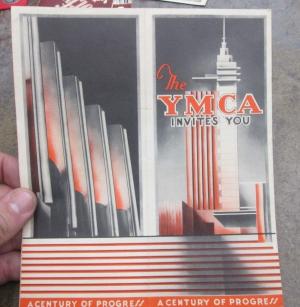 The
YMCA
INVITES YOU
A CENTURY OF PROGRESS A CENTURY OF PROGRESS